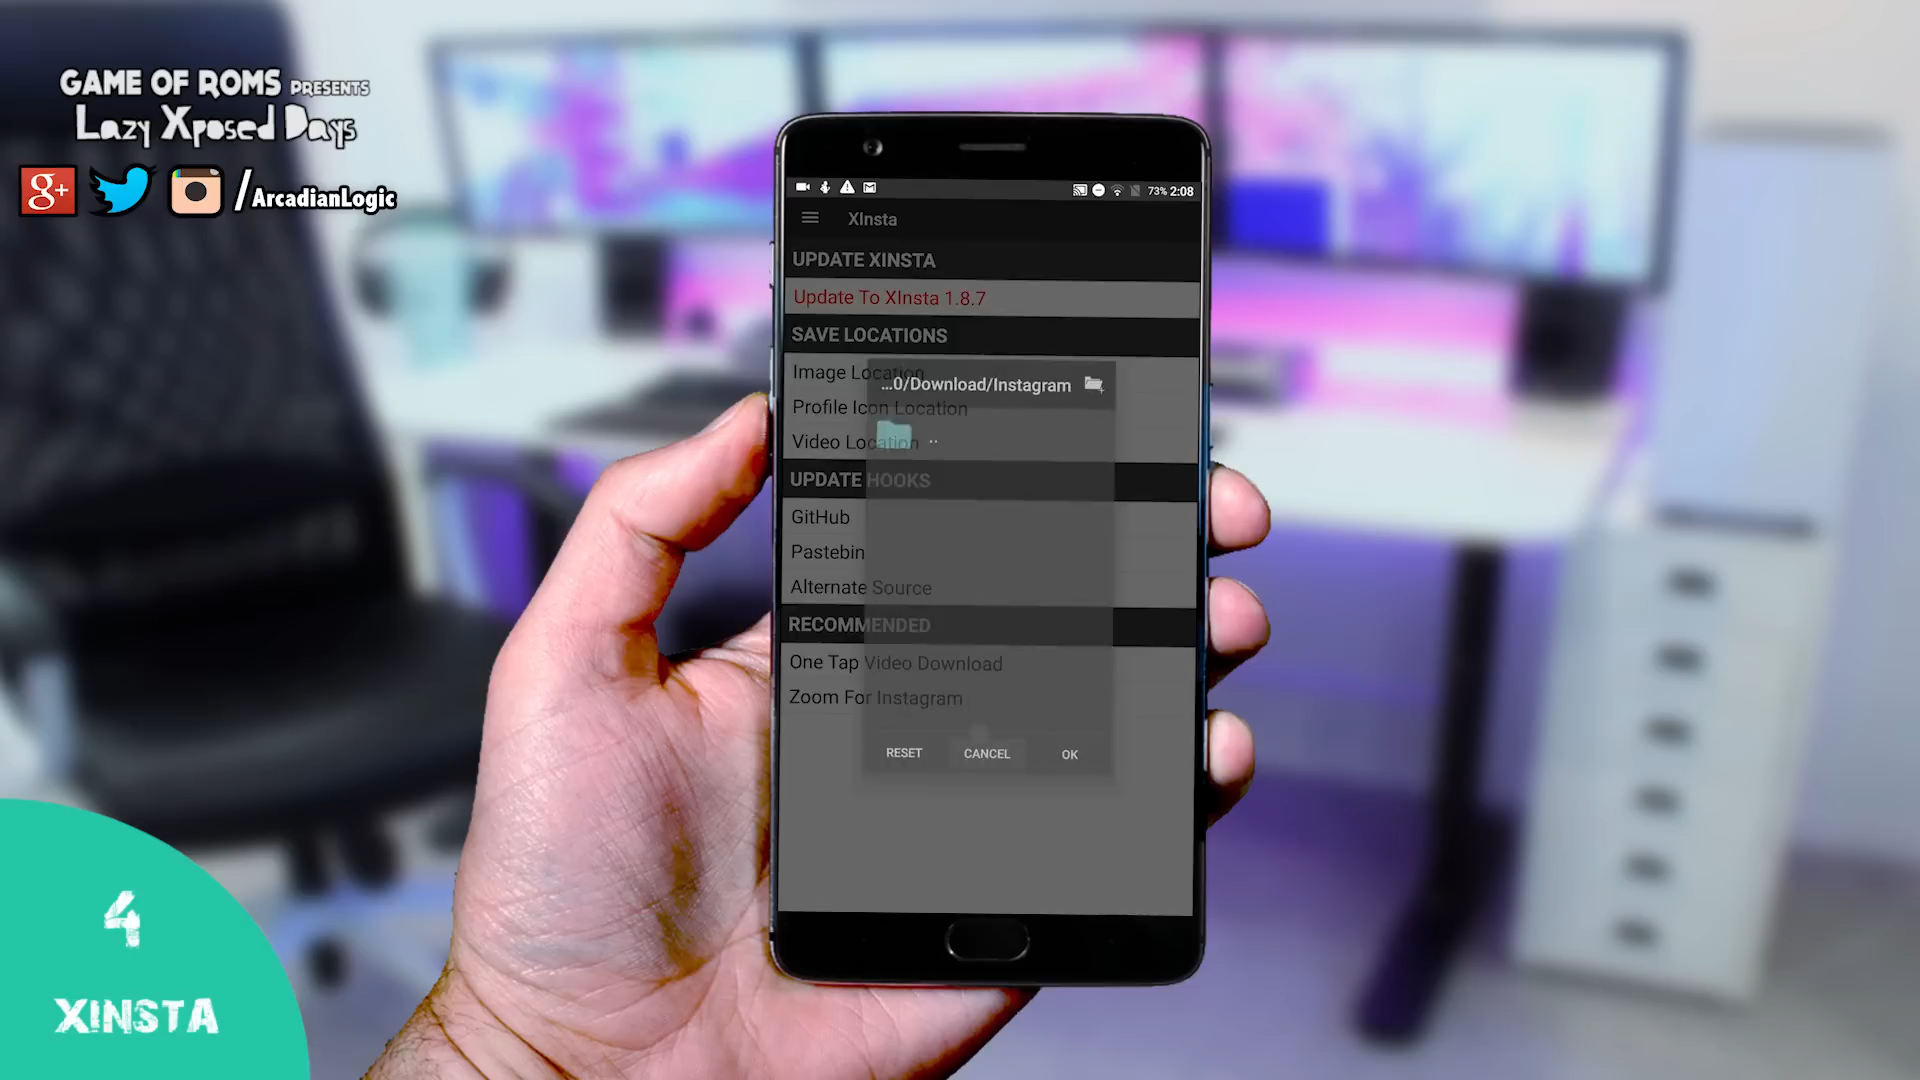 GAME OF ROMS PRESENTS
Lazy Xposed Days
g+ /ArcadianLogic
73% 2:08
XInsta
UPDATE XINSTA
Update To XInsta 1.8.7
SAVE LOCATIONS
Image Location
...0/Download/Instagram
Profile Icon Location
Video Location
..
UPDATE HOOKS
GitHub
Pastebin
Alternate Source
RECOMMENDED
One Tap Video Download
Zoom For Instagram
RESET CANCEL OK
4
XINSTA